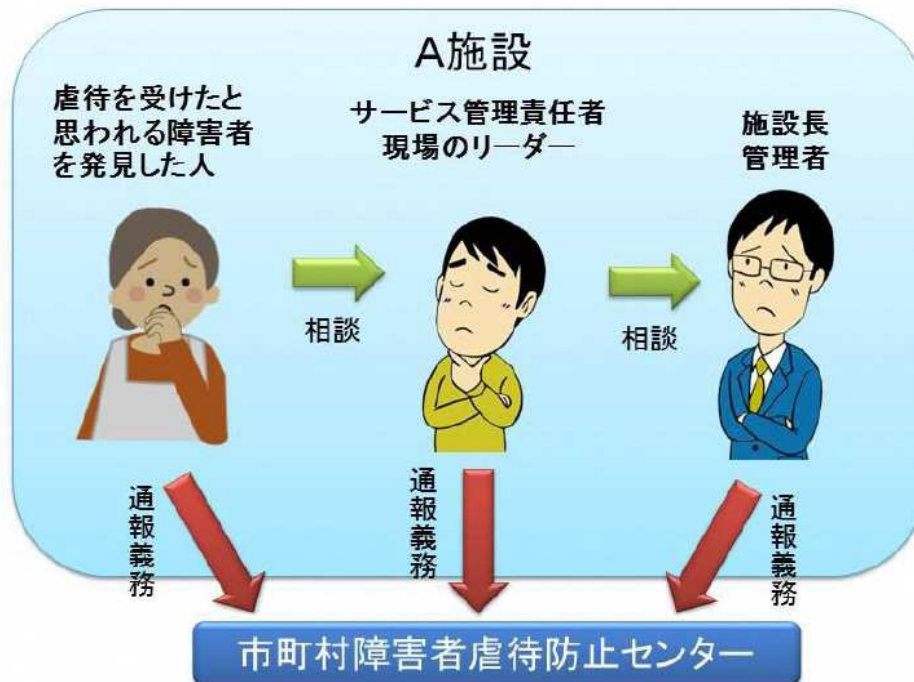 A施設
虐待を受けたと
思われる障害者
を発見した人
サービス管理責任者
現場のリーダー
施設長
管理者
相談
相談
通報義務
通報義務
通報義務
市町村障害者虐待防止センター